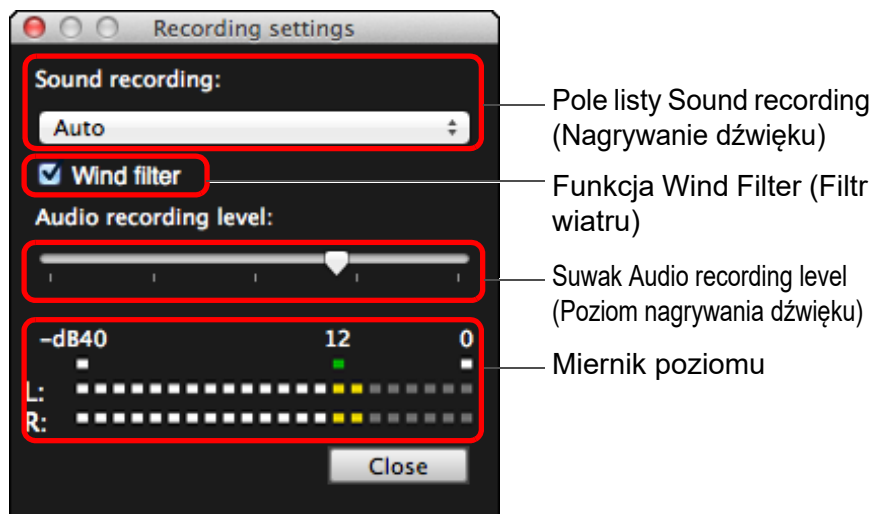 Recording settings
Sound recording:
Auto
Wind filter
Audio recording level:
-dB40 12 0
L:
R:
Close
Pole listy Sound recording
(Nagrywanie dźwięku)
Funkcja Wind Filter (Filtr
wiatru)
Suwak Audio recording level
(Poziom nagrywania dźwięku)
Miernik poziomu